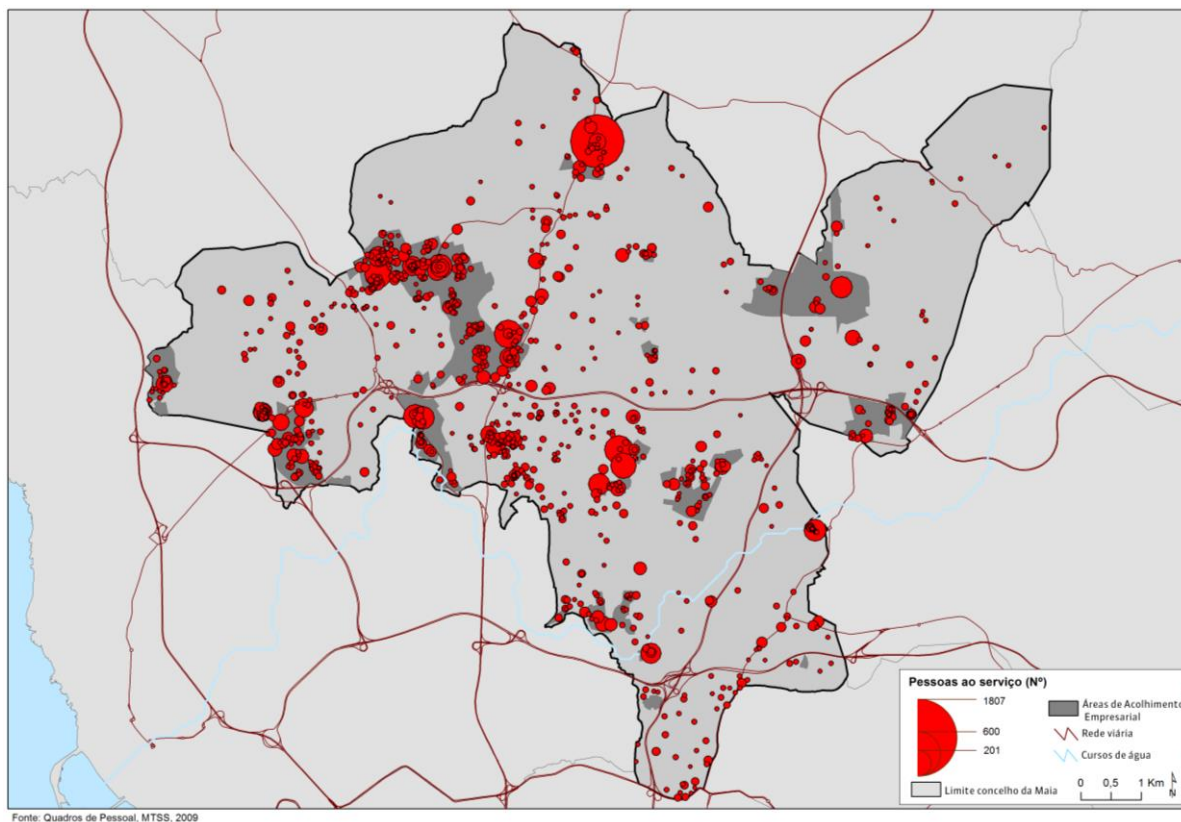 Pessoas ao serviço (Nº)
1807
600
201
Áreas de Acolhimento
Empresarial
Rede viária
Cursos de água
Limite concelho da Maia
0 0,5 1 Km
N
Fonte: Quadros de Pessoal, MTSS, 2009